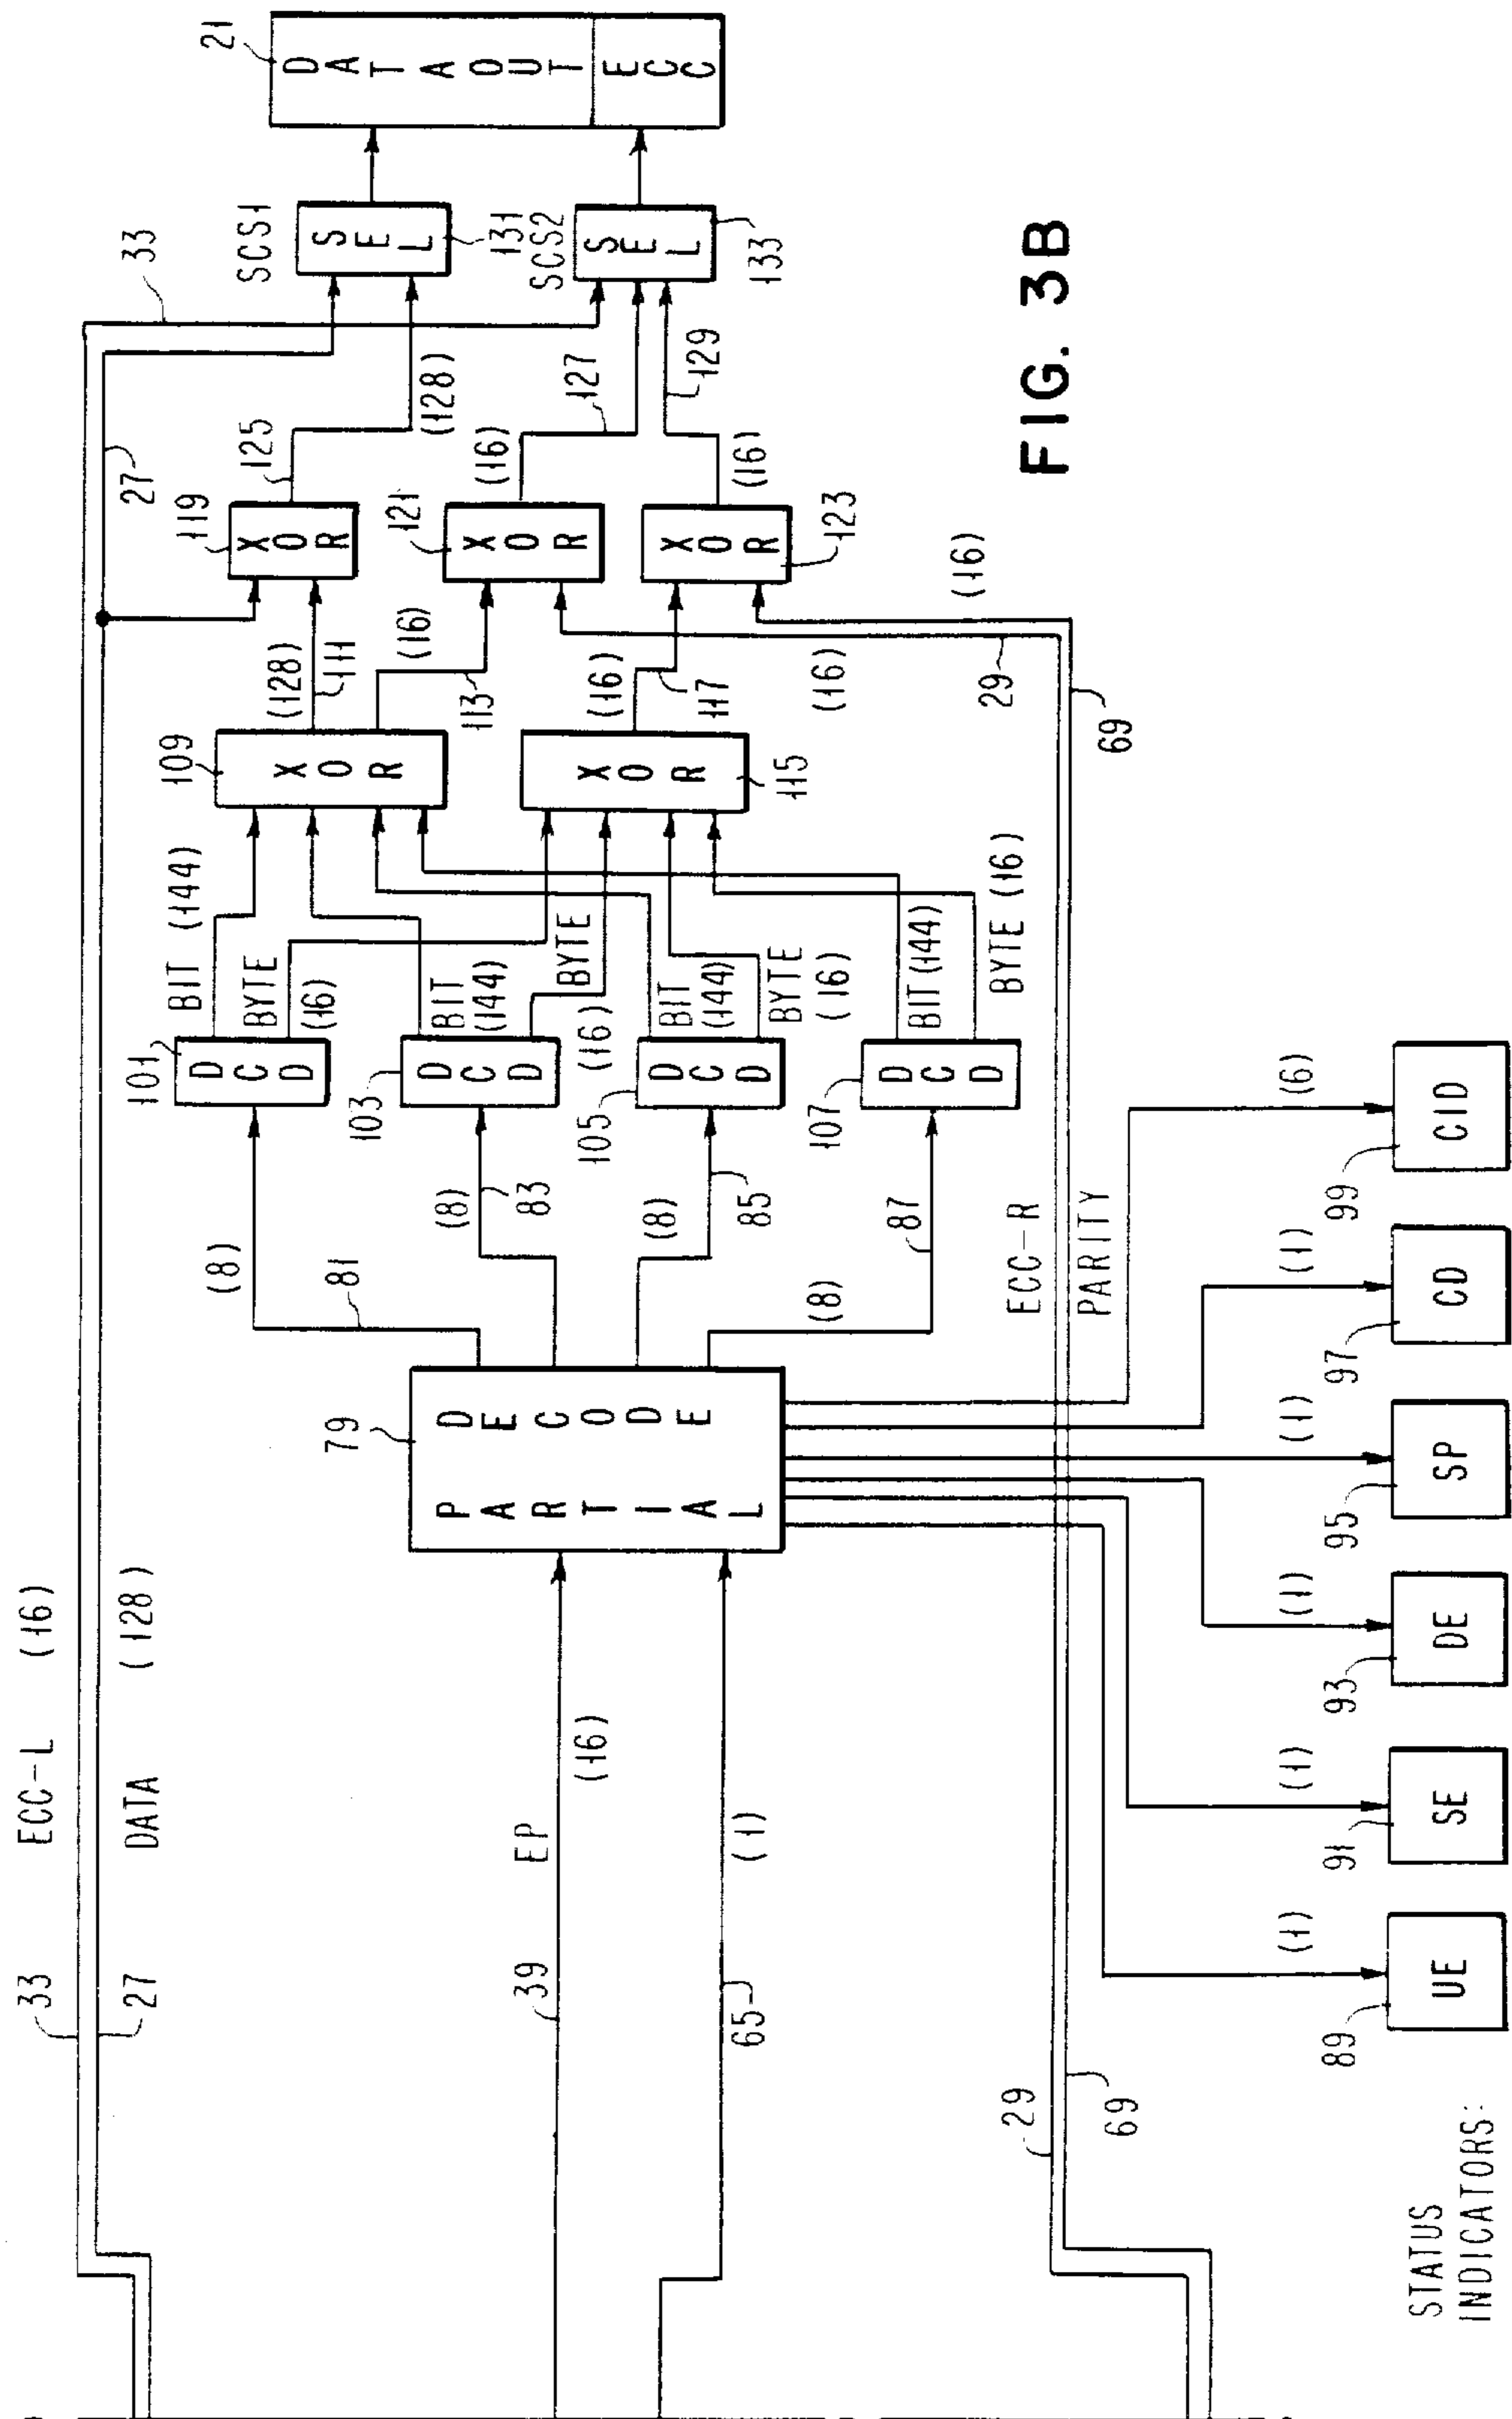 33
ECC-L (16)
27
DATA (128)
39
EP
(16)
65
(1)
29
69
79
PARTIAL
DECODE
ECC-R
PARITY
(8)
81
(8)
83
(8)
85
(8)
87
101
DCD
103
DCD
105
DCD
107
DCD
BIT (144)
BYTE
(16)
BIT
(144)
BYTE
(16)
BIT
(144)
BYTE
(16)
BIT (144)
BYTE (16)
109
XOR
115
XOR
(128)
111
(16)
113
(16)
117
(16)
29
69
(16)
27
119
XOR
121
XOR
123
XOR
125
(128)
(16)
127
(16)
129
33
SCS1
SEL
131
SCS2
SEL
133
21
DATA OUT
ECC
STATUS
INDICATORS:
(1)
89
UE
(1)
91
SE
(1)
93
DE
(1)
95
SP
(1)
97
CD
(6)
99
CID
FIG. 3B